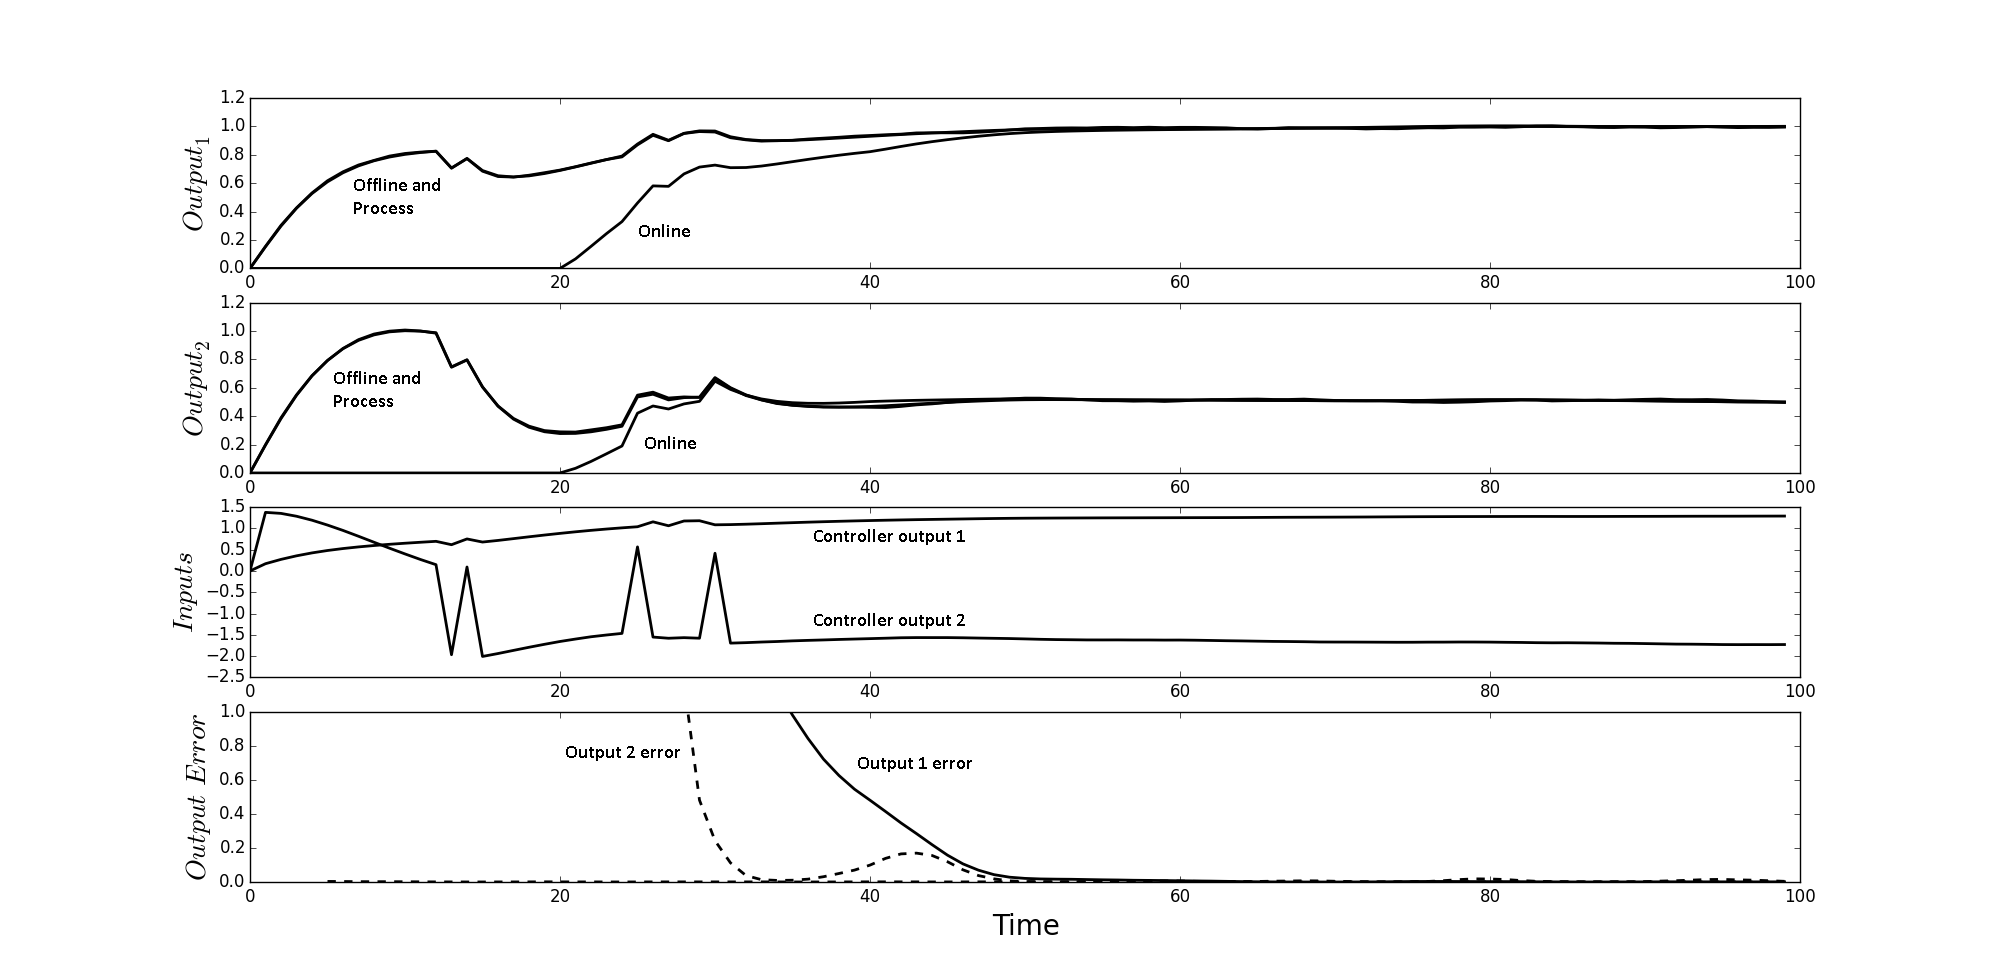 1.2
1.0
0.8
0.6
0.4
0.2
0.0
Output1
Offline and
Process
Online
0 20 40 60 80 100
1.2
1.0
0.8
0.6
0.4
0.2
0.0
Output2
Offline and
Process
Online
0 20 40 60 80 100
1.5
1.0
0.5
0.0
−0.5
−1.0
−1.5
−2.0
−2.5
Inputs
Controller output 1
Controller output 2
0 20 40 60 80 100
1.0
0.8
0.6
0.4
0.2
0.0
Output Error
Output 2 error
Output 1 error
0 20 40 60 80 100
Time